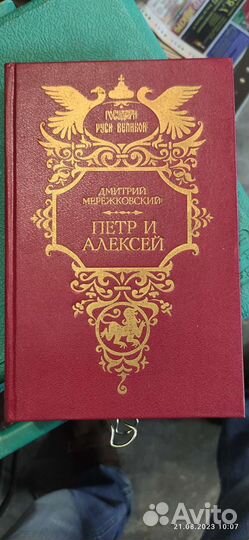 ГОСУДАРИ
РУСИ ВЕЛИКОЙ
ДМИТРИЙ
МЕРЕЖКОВСКИЙ
ПЕТР И
АЛЕКСЕЙ
Avito
21.08.2023 10:07